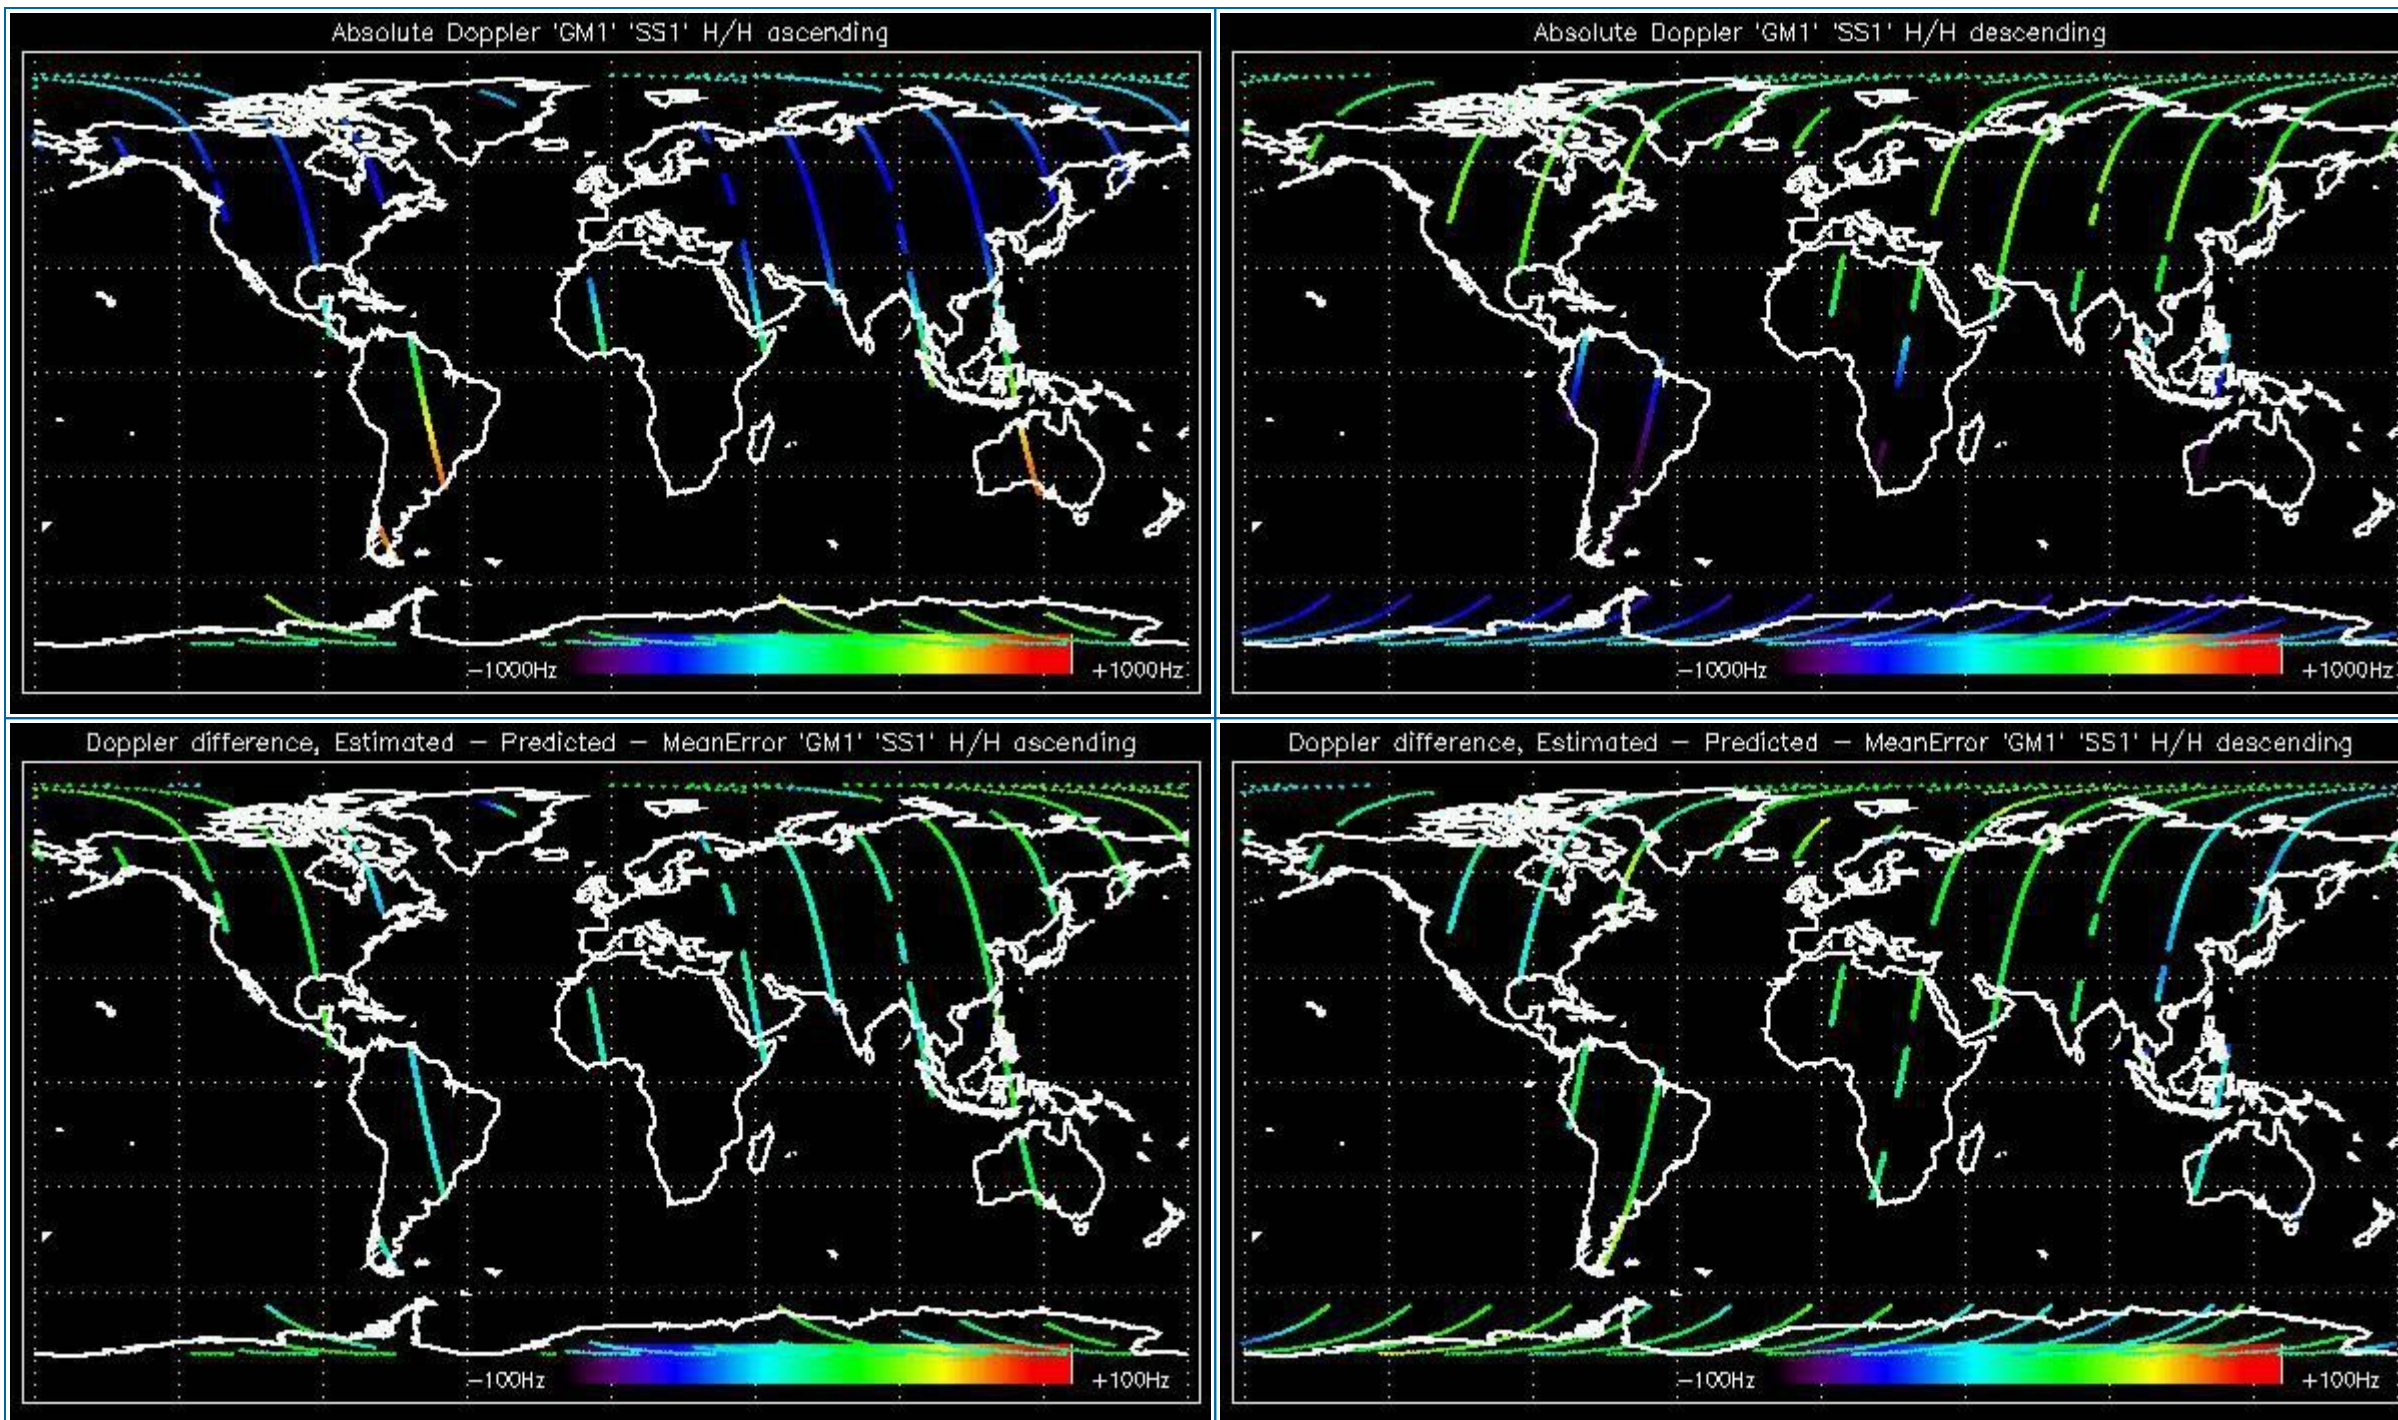 Absolute Doppler 'GM1' 'SS1' H/H ascending
-1000Hz
+1000Hz
Absolute Doppler 'GM1' 'SS1' H/H descending
-1000Hz
+1000Hz
Doppler difference, Estimated - Predicted - MeanError 'GM1' 'SS1' H/H ascending
-100Hz
+100Hz
Doppler difference, Estimated - Predicted - MeanError 'GM1' 'SS1' H/H descending
-100Hz
+100Hz